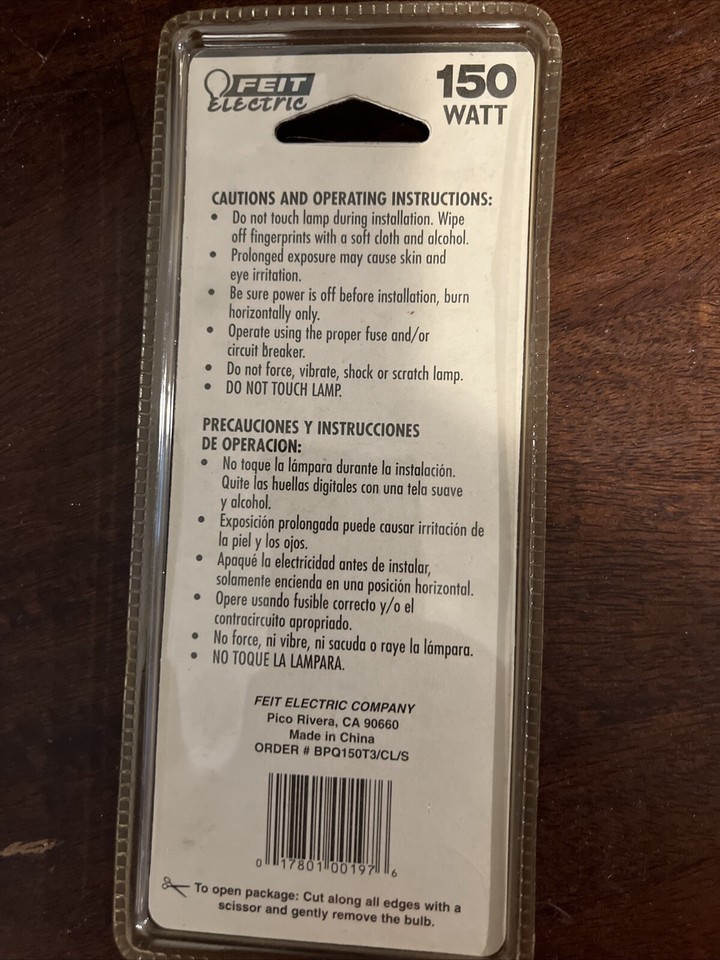 FEIT
Electric
150
WATT
CAUTIONS AND OPERATING INSTRUCTIONS:
• Do not touch lamp during installation. Wipe
off fingerprints with a soft cloth and alcohol.
• Prolonged exposure may cause skin and
eye irritation.
• Be sure power is off before installation, burn
horizontally only.
• Operate using the proper fuse and/or
circuit breaker.
• Do not force, vibrate, shock or scratch lamp.
• DO NOT TOUCH LAMP.
PRECAUCIONES Y INSTRUCCIONES
DE OPERACION:
• No toque la lámpara durante la instalación.
Quite las huellas digitales con una tela suave
y alcohol.
• Exposición prolongada puede causar irritación de
la piel y los ojos.
• Apaqué la electricidad antes de instalar,
solamente encienda en una posición horizontal.
• Opere usando fusible correcto y/o el
contracircuito apropriado.
• No force, ni vibre, ni sacuda o raye la lámpara.
• NO TOQUE LA LAMPARA.
FEIT ELECTRIC COMPANY
Pico Rivera, CA 90660
Made in China
ORDER # BPQ150T3/CL/S
0 17801 00197 6
To open package: Cut along all edges with a
scissor and gently remove the bulb.